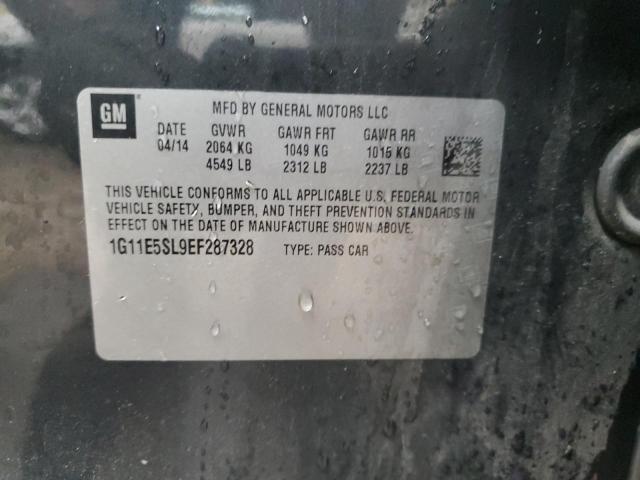 GM
MFD BY GENERAL MOTORS LLC
DATE GVWR GAWR FRT GAWR RR
04/14 2064 KG 1049 KG 1015 KG
4549 LB 2312 LB 2237 LB
THIS VEHICLE CONFORMS TO ALL APPLICABLE U.S. FEDERAL MOTOR
VEHICLE SAFETY, BUMPER, AND THEFT PREVENTION STANDARDS IN
EFFECT ON THE DATE OF MANUFACTURE SHOWN ABOVE.
1G11E5SL9EF287328 TYPE: PASS CAR